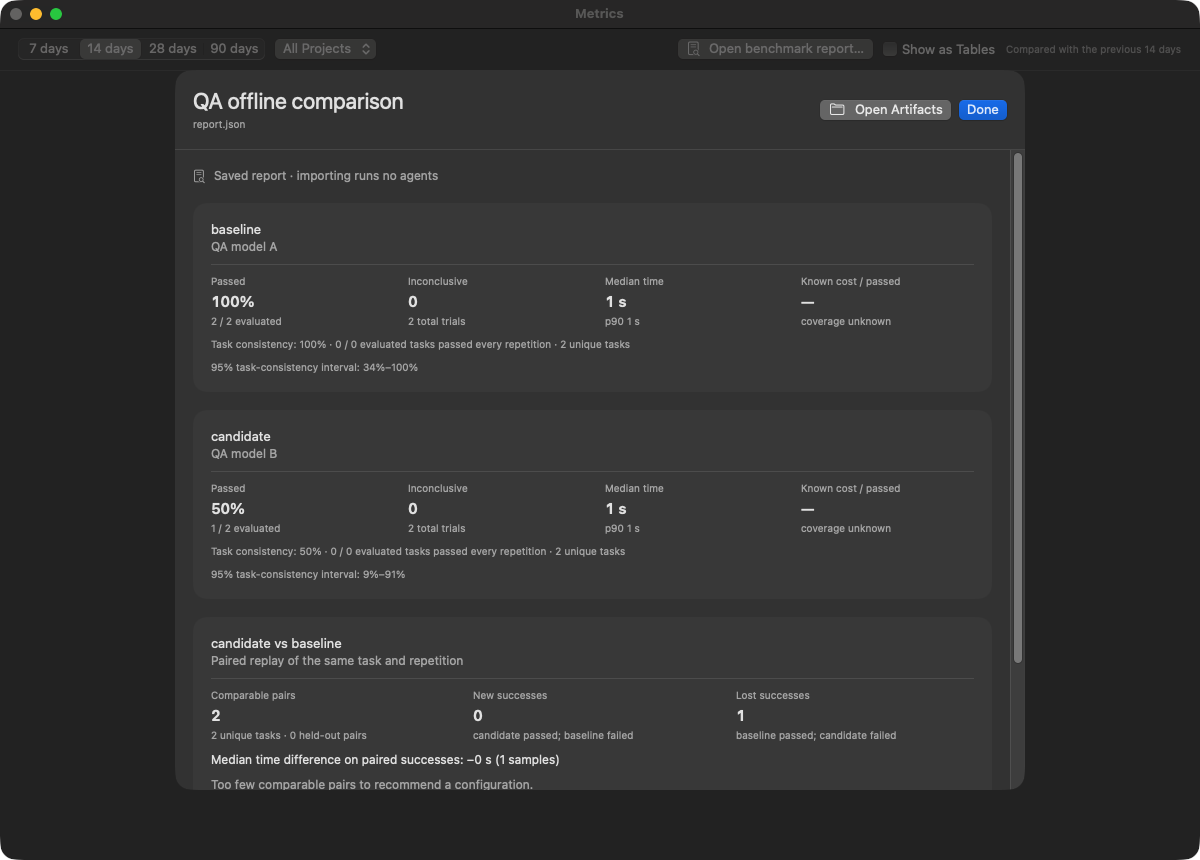 Metrics
7 days 14 days 28 days 90 days All Projects Open benchmark report... Show as Tables Compared with the previous 14 days
QA offline comparison
report.json
Open Artifacts Done
Saved report · importing runs no agents
baseline
QA model A
Passed Inconclusive Median time Known cost / passed
100% 0 1 s —
2 / 2 evaluated 2 total trials p90 1 s coverage unknown
Task consistency: 100% · 0 / 0 evaluated tasks passed every repetition · 2 unique tasks
95% task-consistency interval: 34%–100%
candidate
QA model B
Passed Inconclusive Median time Known cost / passed
50% 0 1 s —
1 / 2 evaluated 2 total trials p90 1 s coverage unknown
Task consistency: 50% · 0 / 0 evaluated tasks passed every repetition · 2 unique tasks
95% task-consistency interval: 9%–91%
candidate vs baseline
Paired replay of the same task and repetition
Comparable pairs New successes Lost successes
2 0 1
2 unique tasks · 0 held-out pairs candidate passed; baseline failed baseline passed; candidate failed
Median time difference on paired successes: −0 s (1 samples)
Too few comparable pairs to recommend a configuration.